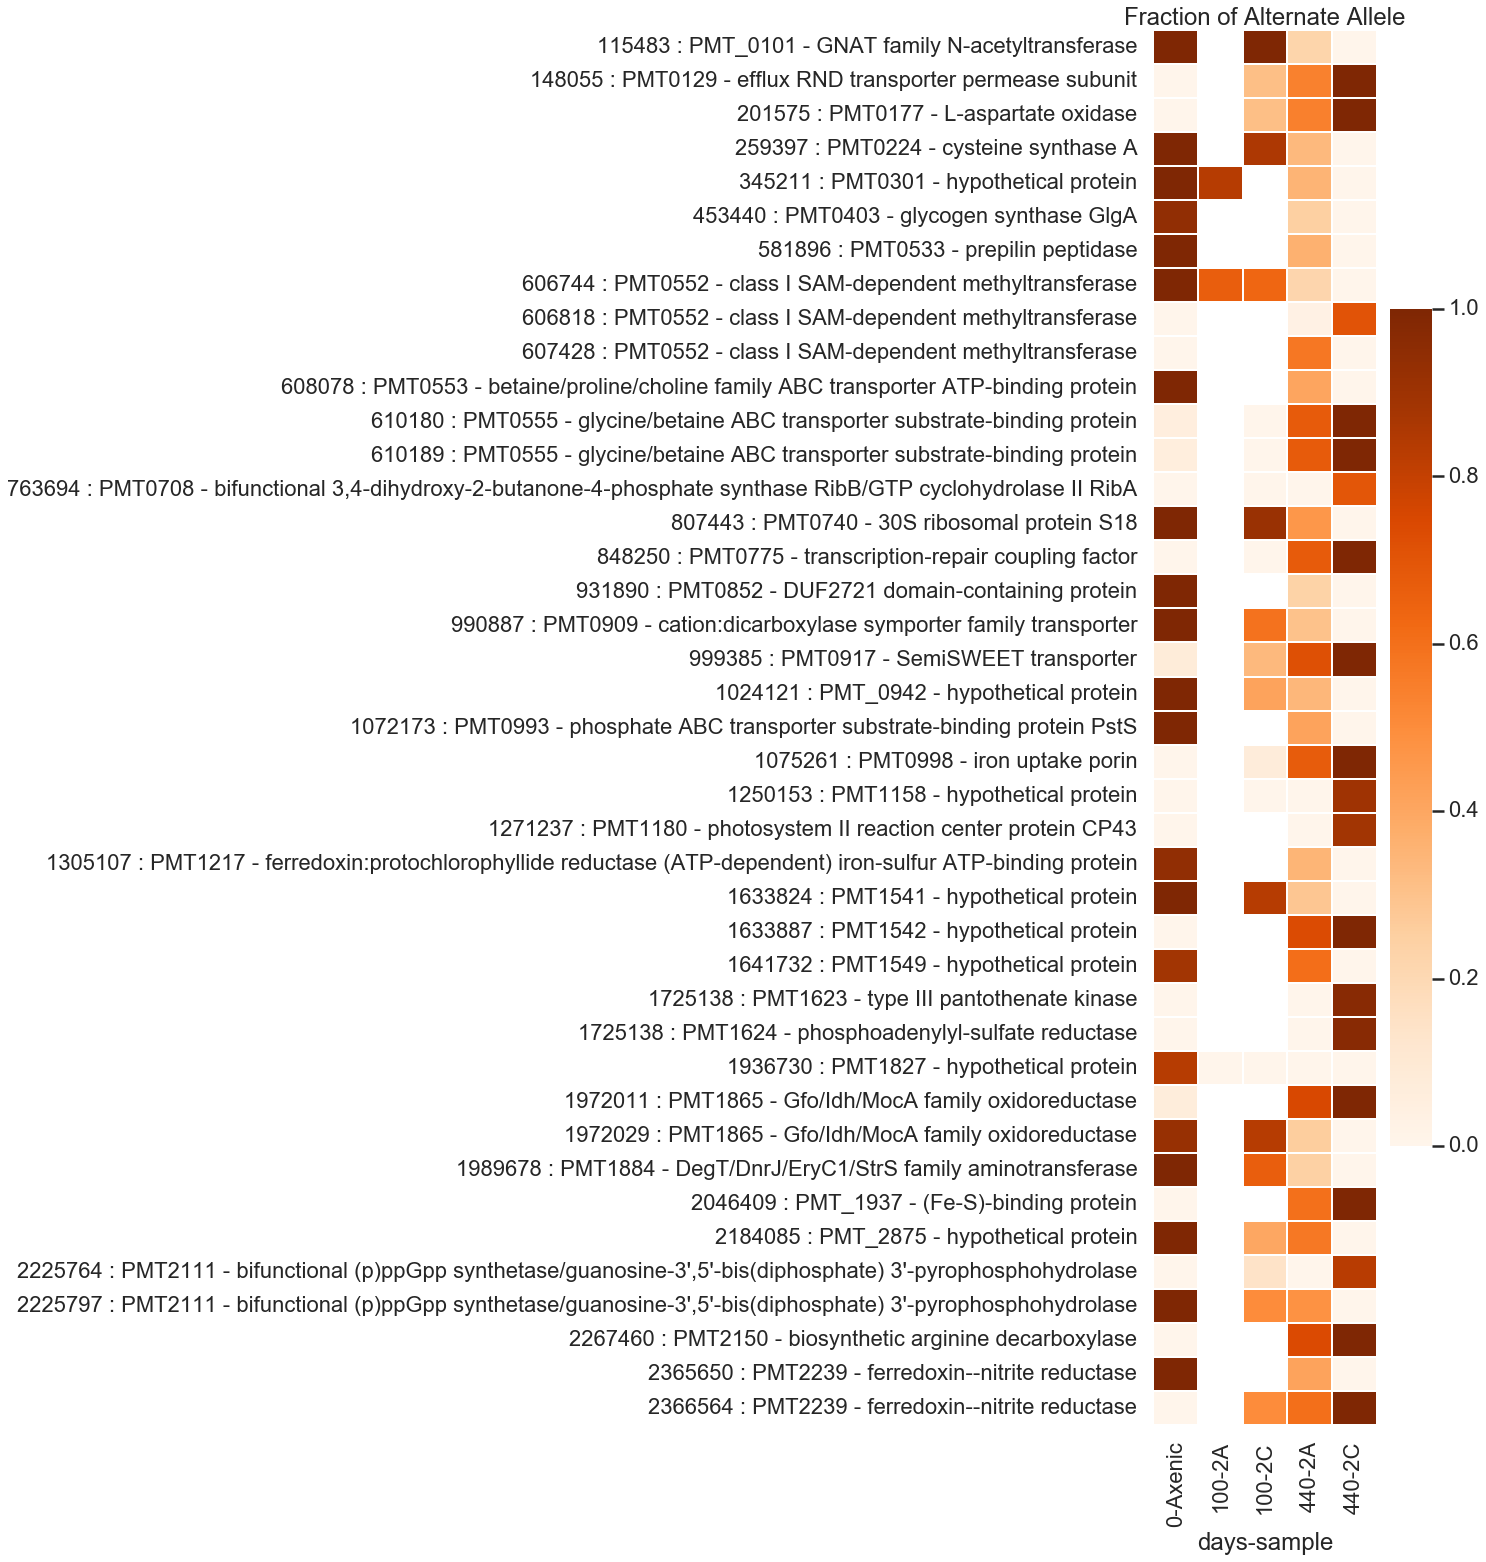 Fraction of Alternate Allele
115483 : PMT_0101 - GNAT family N-acetyltransferase
148055 : PMT0129 - efflux RND transporter permease subunit
201575 : PMT0177 - L-aspartate oxidase
259397 : PMT0224 - cysteine synthase A
345211 : PMT0301 - hypothetical protein
453440 : PMT0403 - glycogen synthase GlgA
581896 : PMT0533 - prepilin peptidase
606744 : PMT0552 - class I SAM-dependent methyltransferase
606818 : PMT0552 - class I SAM-dependent methyltransferase
607428 : PMT0552 - class I SAM-dependent methyltransferase
608078 : PMT0553 - betaine/proline/choline family ABC transporter ATP-binding protein
610180 : PMT0555 - glycine/betaine ABC transporter substrate-binding protein
610189 : PMT0555 - glycine/betaine ABC transporter substrate-binding protein
763694 : PMT0708 - bifunctional 3,4-dihydroxy-2-butanone-4-phosphate synthase RibB/GTP cyclohydrolase II RibA
807443 : PMT0740 - 30S ribosomal protein S18
848250 : PMT0775 - transcription-repair coupling factor
931890 : PMT0852 - DUF2721 domain-containing protein
990887 : PMT0909 - cation:dicarboxylase symporter family transporter
999385 : PMT0917 - SemiSWEET transporter
1024121 : PMT_0942 - hypothetical protein
1072173 : PMT0993 - phosphate ABC transporter substrate-binding protein PstS
1075261 : PMT0998 - iron uptake porin
1250153 : PMT1158 - hypothetical protein
1271237 : PMT1180 - photosystem II reaction center protein CP43
1305107 : PMT1217 - ferredoxin:protochlorophyllide reductase (ATP-dependent) iron-sulfur ATP-binding protein
1633824 : PMT1541 - hypothetical protein
1633887 : PMT1542 - hypothetical protein
1641732 : PMT1549 - hypothetical protein
1725138 : PMT1623 - type III pantothenate kinase
1725138 : PMT1624 - phosphoadenylyl-sulfate reductase
1936730 : PMT1827 - hypothetical protein
1972011 : PMT1865 - Gfo/Idh/MocA family oxidoreductase
1972029 : PMT1865 - Gfo/Idh/MocA family oxidoreductase
1989678 : PMT1884 - DegT/DnrJ/EryC1/StrS family aminotransferase
2046409 : PMT_1937 - (Fe-S)-binding protein
2184085 : PMT_2875 - hypothetical protein
2225764 : PMT2111 - bifunctional (p)ppGpp synthetase/guanosine-3',5'-bis(diphosphate) 3'-pyrophosphohydrolase
2225797 : PMT2111 - bifunctional (p)ppGpp synthetase/guanosine-3',5'-bis(diphosphate) 3'-pyrophosphohydrolase
2267460 : PMT2150 - biosynthetic arginine decarboxylase
2365650 : PMT2239 - ferredoxin--nitrite reductase
2366564 : PMT2239 - ferredoxin--nitrite reductase
0-Axenic
100-2A
100-2C
440-2A
440-2C
days-sample
1.0
0.8
0.6
0.4
0.2
0.0